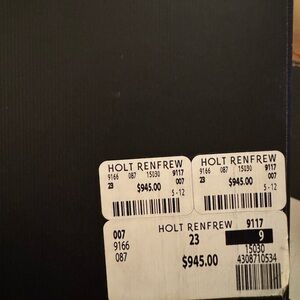 HOLT RENFREW
9166 087 15030 9117
23 $945.00 007
5-12
HOLT RENFREW
9166 087 15030 9117
23 $945.00 007
5-12
007 HOLT RENFREW 9117
9166 23 9
087 15030
$945.00 4308710534